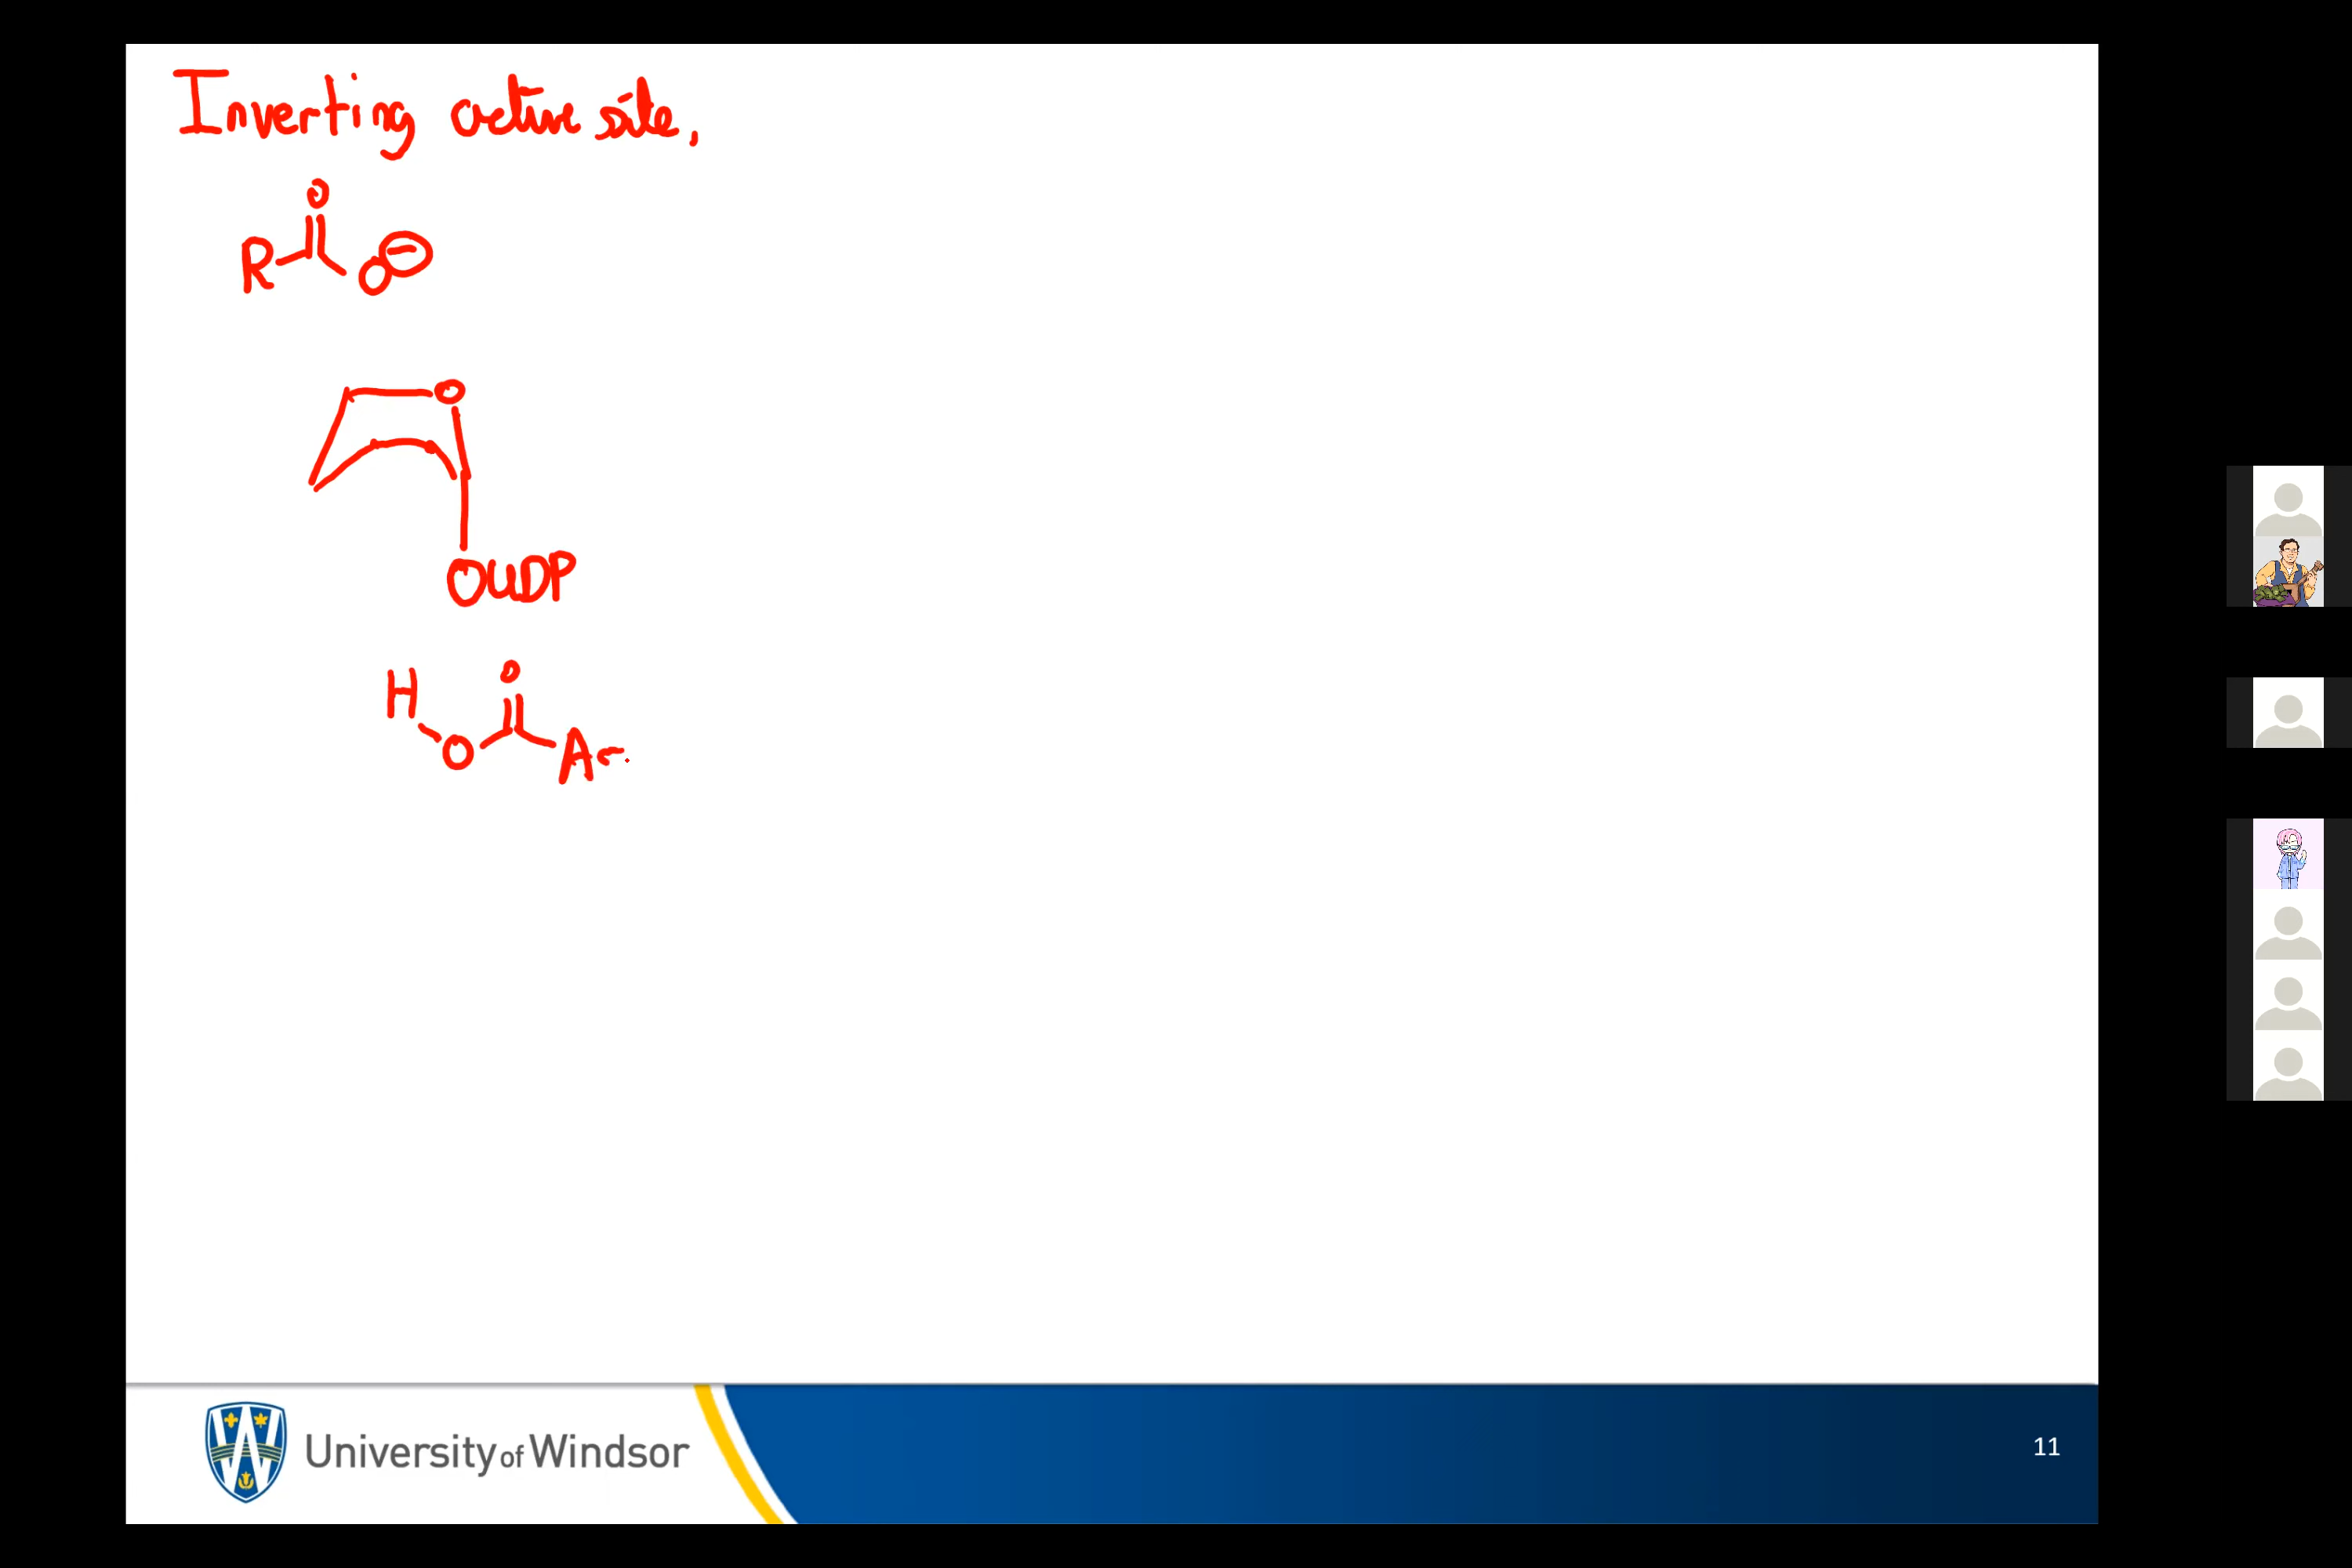 Inverting active site,
O
R O⊖
O
OUDP
H O
O Ar
University of Windsor
11